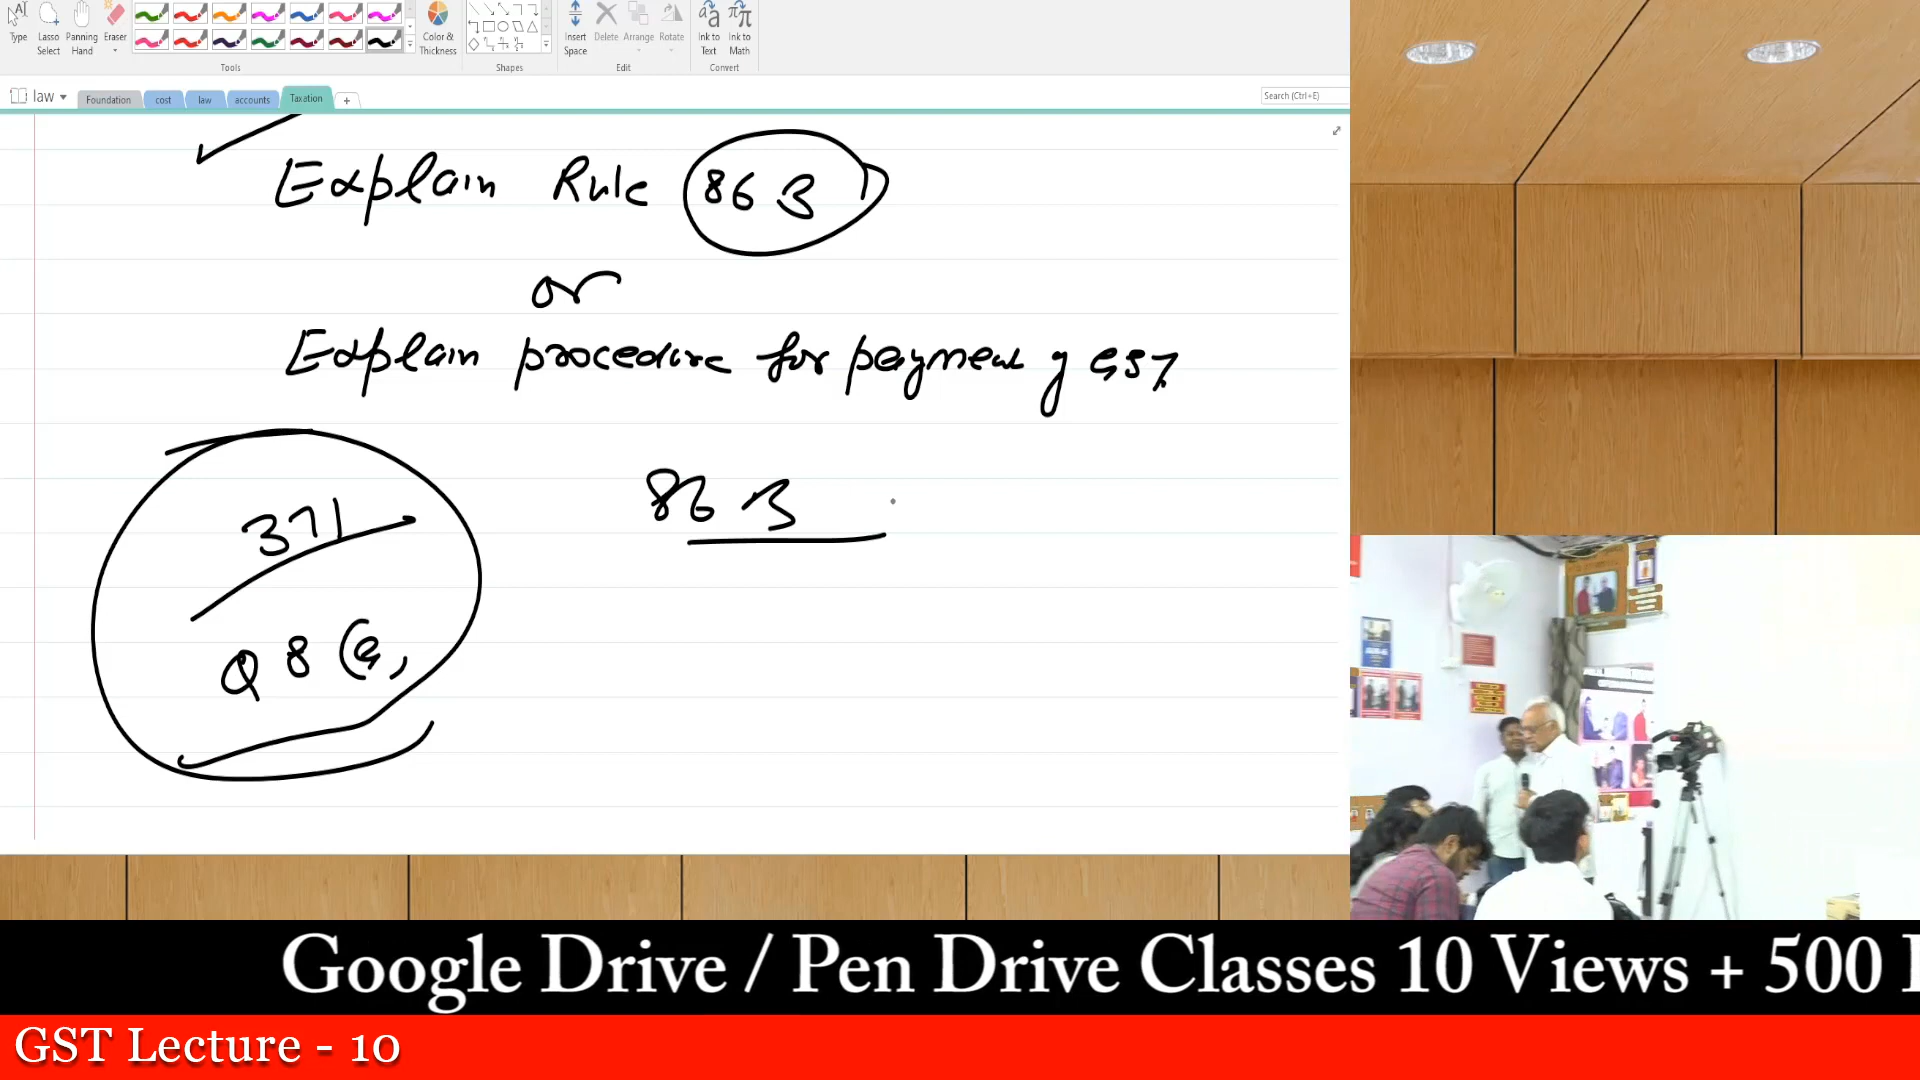 Type
Lasso Select
Panning Hand
Eraser
Color & Thickness
Insert Space
Delete
Arrange
Rotate
Ink to Text
Ink to Math
Tools
Shapes
Edit
Convert
law
Foundation
cost
law
accounts
Taxation
Search (Ctrl+E)
Explain Rule 86 B
or
Explain procedure for payment of GST
371
Q 8 (a)
86 B
Google Drive / Pen Drive Classes 10 Views + 500
GST Lecture - 10